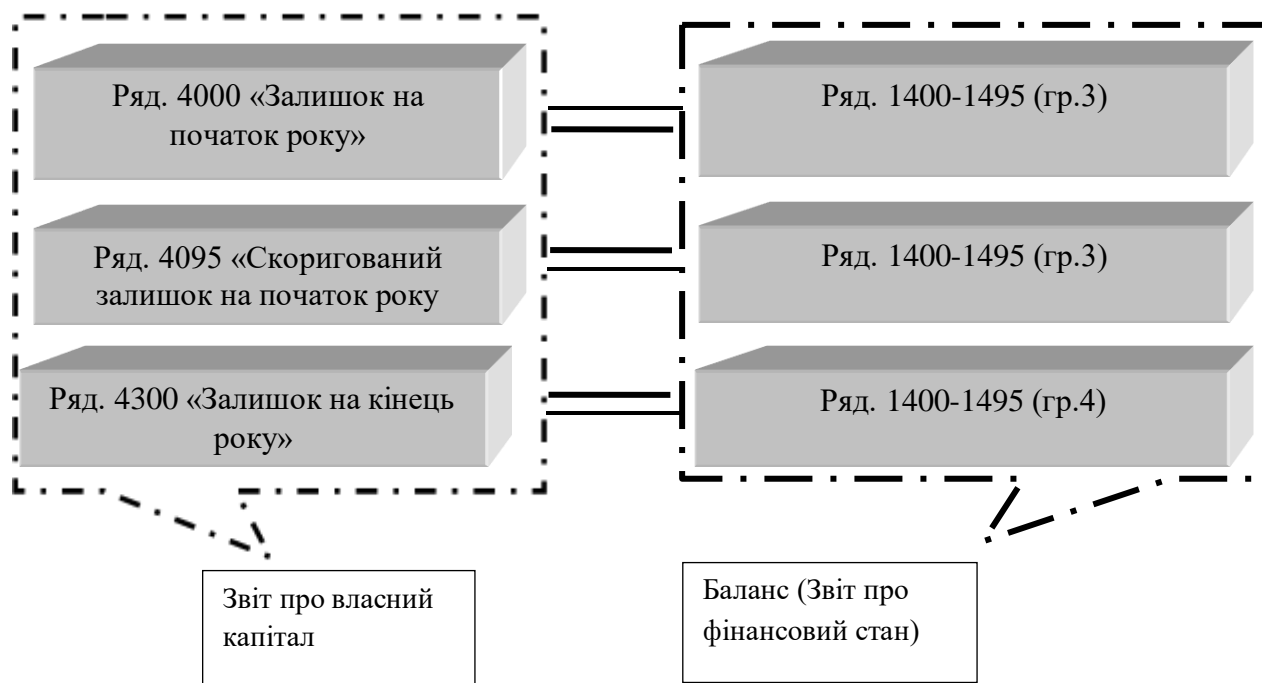 Ряд. 4000 «Залишок на
початок року»
Ряд. 1400-1495 (гр.3)
Ряд. 4095 «Скоригований
залишок на початок року
Ряд. 1400-1495 (гр.3)
Ряд. 4300 «Залишок на кінець
року»
Ряд. 1400-1495 (гр.4)
Звіт про власний
капітал
Баланс (Звіт про
фінансовий стан)